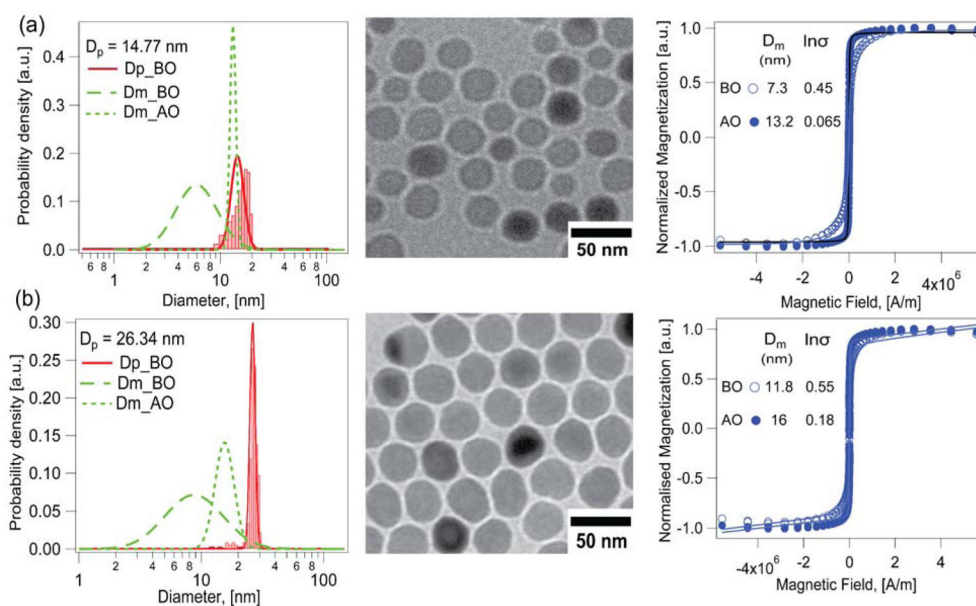 (a)
Probability density [a.u.]
0.4
0.3
0.2
0.1
0.0
D_p = 14.77 nm
Dp_BO
Dm_BO
Dm_AO
6 8 1 2 4 6 8 10 2 4 6 8 100
Diameter, [nm]
50 nm
Normalized Magnetization [a.u.]
1.0
0.5
0.0
-0.5
-1.0
D_m lnσ
(nm)
BO 7.3 0.45
AO 13.2 0.065
-4 -2 0 2 4x10^6
Magnetic Field, [A/m]
(b)
Probability density [a.u.]
0.30
0.25
0.20
0.15
0.10
0.05
0.00
D_p = 26.34 nm
Dp_BO
Dm_BO
Dm_AO
1 2 4 6 8 10 2 4 6 8 100
Diameter, [nm]
50 nm
Normalised Magnetization [a.u.]
1.0
0.5
0.0
-0.5
-1.0
D_m lnσ
(nm)
BO 11.8 0.55
AO 16 0.18
-4x10^6 0 2 4
Magnetic Field, [A/m]